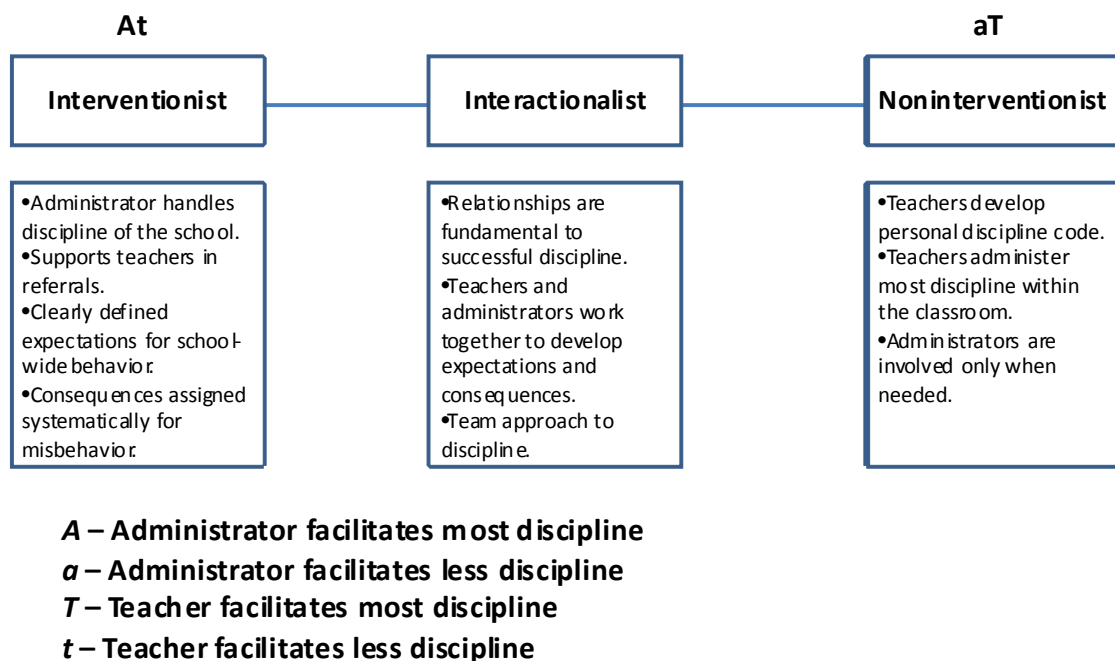 At
aT
Interventionist
Interactionalist
Noninterventionist
•Administrator handles
discipline of the school.
•Supports teachers in
referrals.
•Clearly defined
expectations for school-
wide behavior.
•Consequences assigned
systematically for
misbehavior.
•Relationships are
fundamental to
successful discipline.
•Teachers and
administrators work
together to develop
expectations and
consequences.
•Team approach to
discipline.
•Teachers develop
personal discipline code.
•Teachers administer
most discipline within
the classroom.
•Administrators are
involved only when
needed.
A – Administrator facilitates most discipline
a – Administrator facilitates less discipline
T – Teacher facilitates most discipline
t – Teacher facilitates less discipline